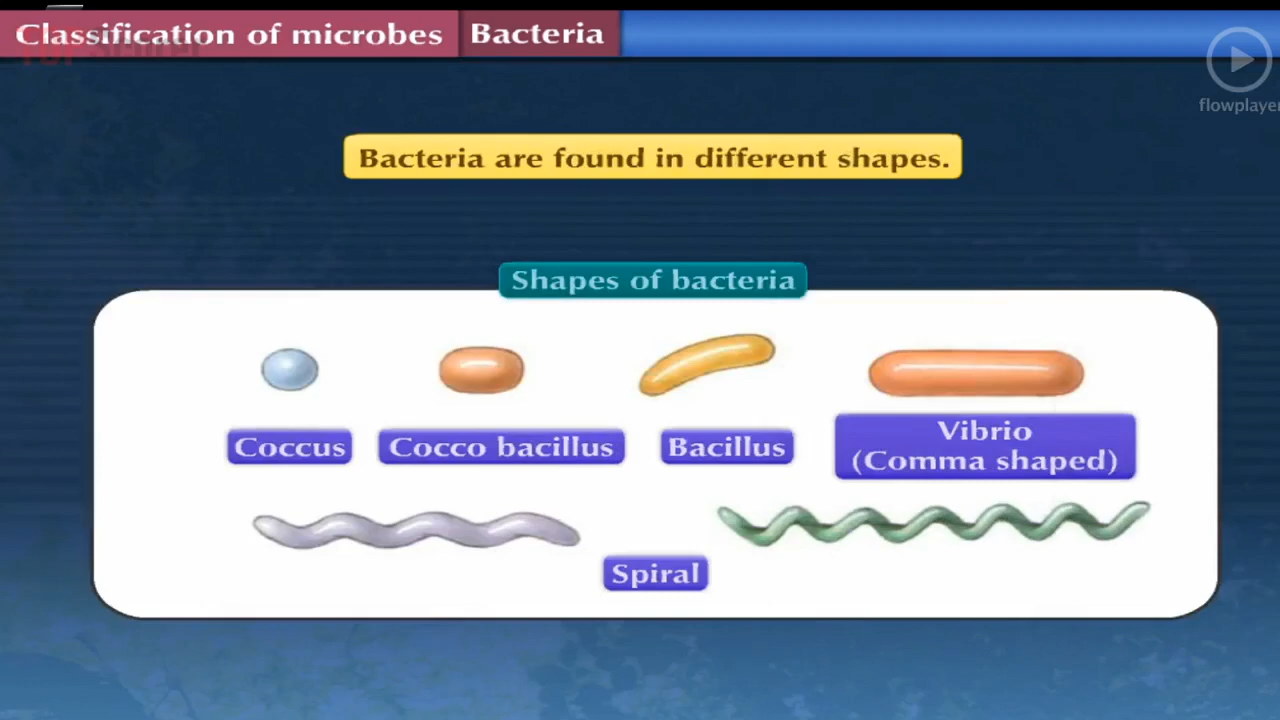 Classification of microbes
Bacteria
flowplayer
Bacteria are found in different shapes.
Shapes of bacteria
Coccus
Cocco bacillus
Bacillus
Vibrio
(Comma shaped)
Spiral